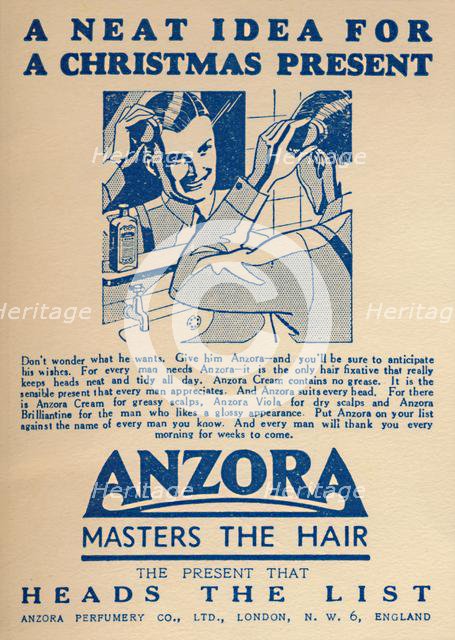 A NEAT IDEA FOR
A CHRISTMAS PRESENT
Heritage Heritage
Heritage Heritage
Don't wonder what he wants. Give him Anzora—and you'll be sure to anticipate
his wishes. For every man needs Anzora—it is the only hair fixative that really
keeps heads neat and tidy all day. Anzora Cream contains no grease. It is the
sensible present that every man appreciates. And Anzora suits every head. For there
is Anzora Cream for greasy scalps, Anzora Viola for dry scalps and Anzora
Brilliantine for the man who likes a glossy appearance. Put Anzora on your list
against the name of every man you know. And every man will thank you every
morning for weeks to come.
ANZORA
Heritage Heritage
MASTERS THE HAIR
THE PRESENT THAT
HEADS THE LIST
ANZORA PERFUMERY CO., LTD., LONDON, N. W. 6, ENGLAND